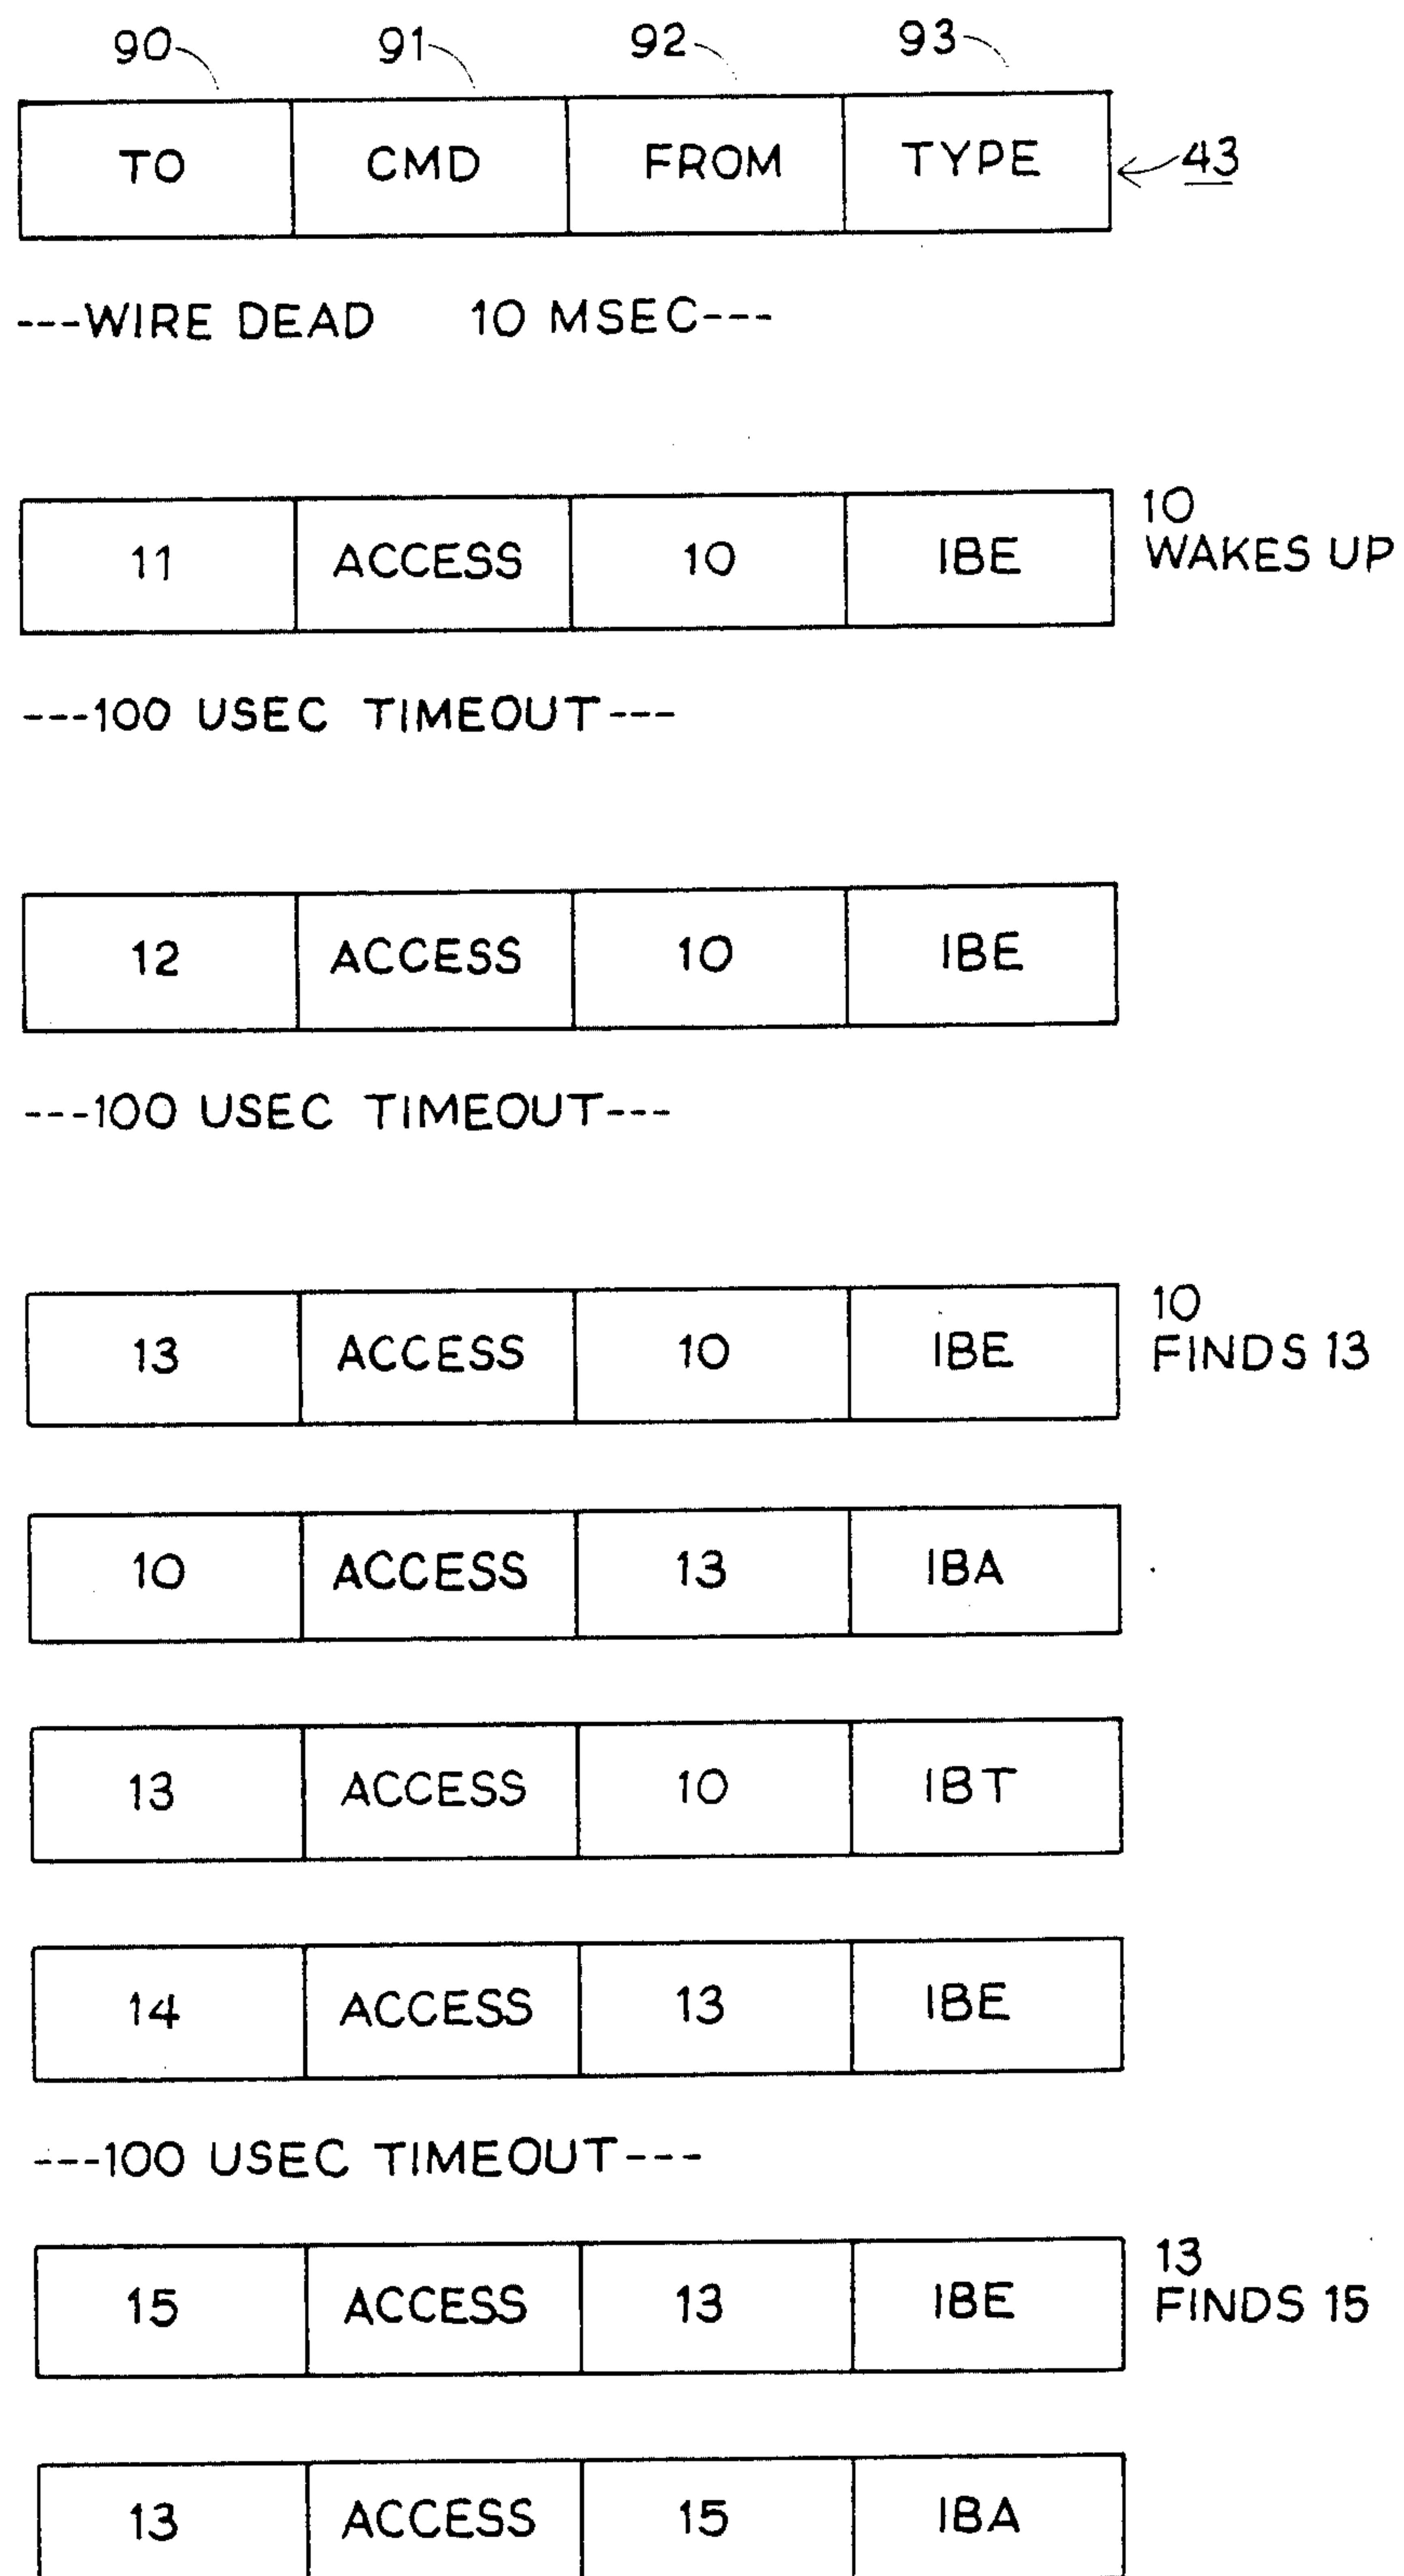 90 91 92 93
TO CMD FROM TYPE 43
---WIRE DEAD 10 MSEC---
11 ACCESS 10 IBE 10
WAKES UP
---100 USEC TIMEOUT---
12 ACCESS 10 IBE
---100 USEC TIMEOUT---
13 ACCESS 10 IBE 10
FINDS 13
10 ACCESS 13 IBA
13 ACCESS 10 IBT
14 ACCESS 13 IBE
---100 USEC TIMEOUT---
15 ACCESS 13 IBE 13
FINDS 15
13 ACCESS 15 IBA